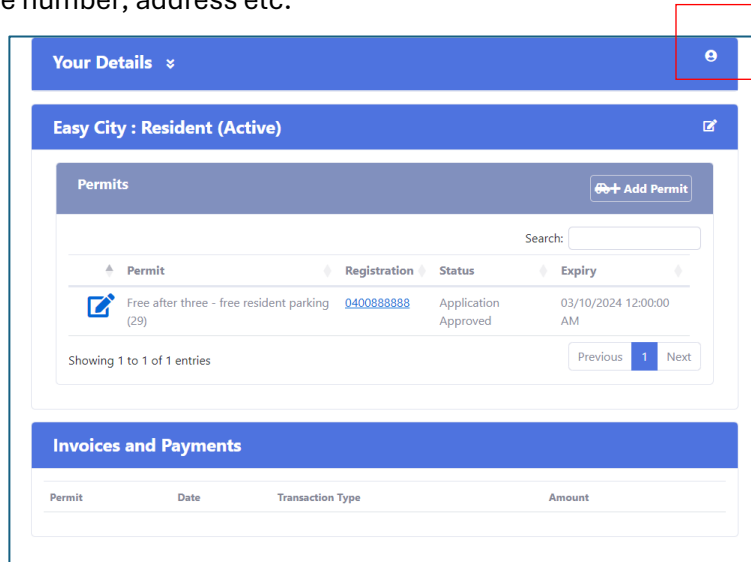 number, address etc.
Your Details
Easy City : Resident (Active)
Permits
Add Permit
Search:
Permit Registration Status Expiry
Free after three - free resident parking (29) 0400888888 Application Approved 03/10/2024 12:00:00 AM
Showing 1 to 1 of 1 entries
Previous 1 Next
Invoices and Payments
Permit Date Transaction Type Amount